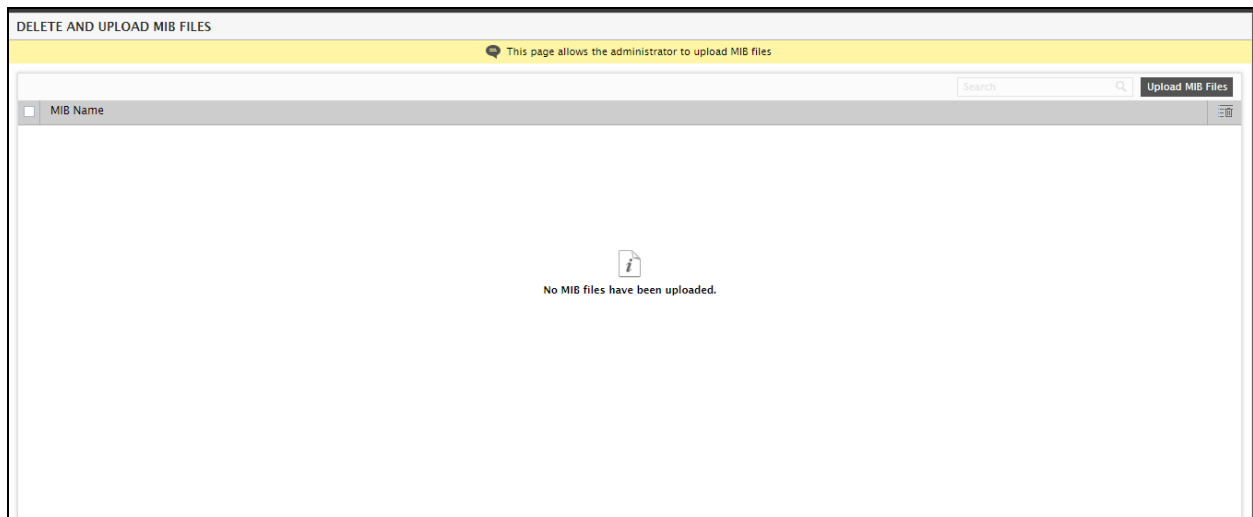 DELETE AND UPLOAD MIB FILES
This page allows the administrator to upload MIB files
Search
Upload MIB Files
MIB Name
No MIB files have been uploaded.